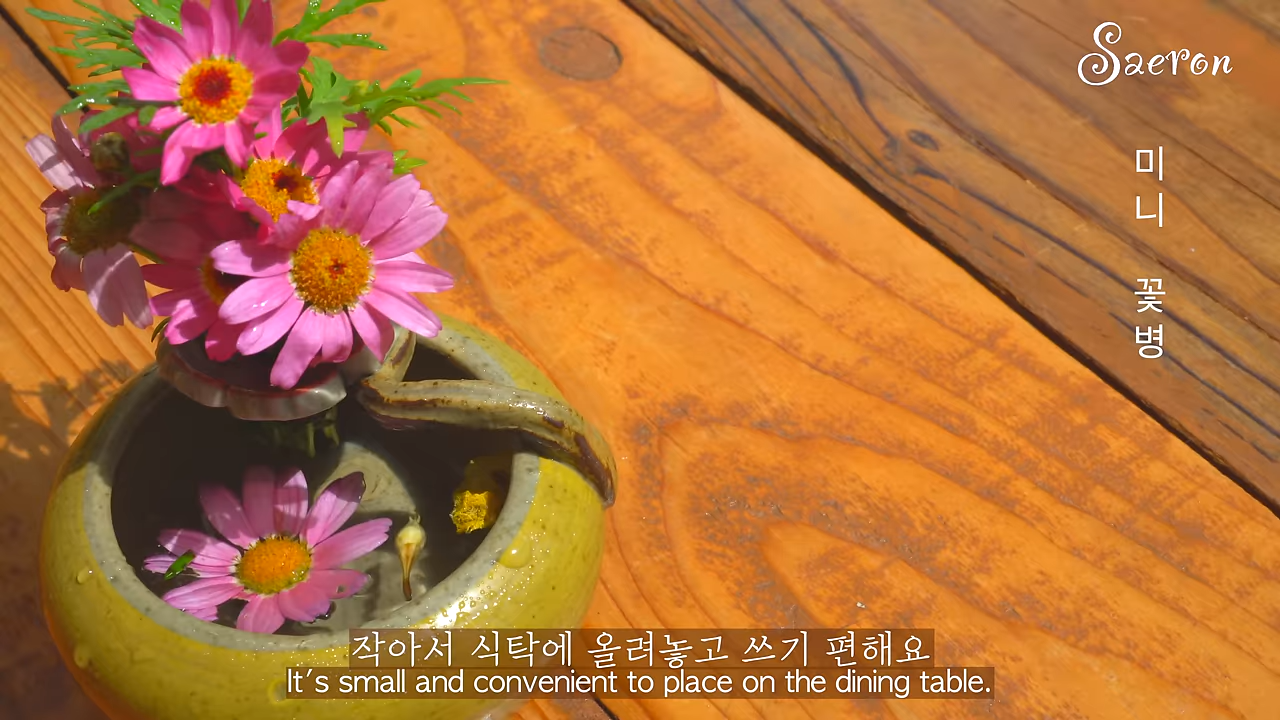 Saeron
미니 꽃병
작아서 식탁에 올려놓고 쓰기 편해요
It's small and convenient to place on the dining table.